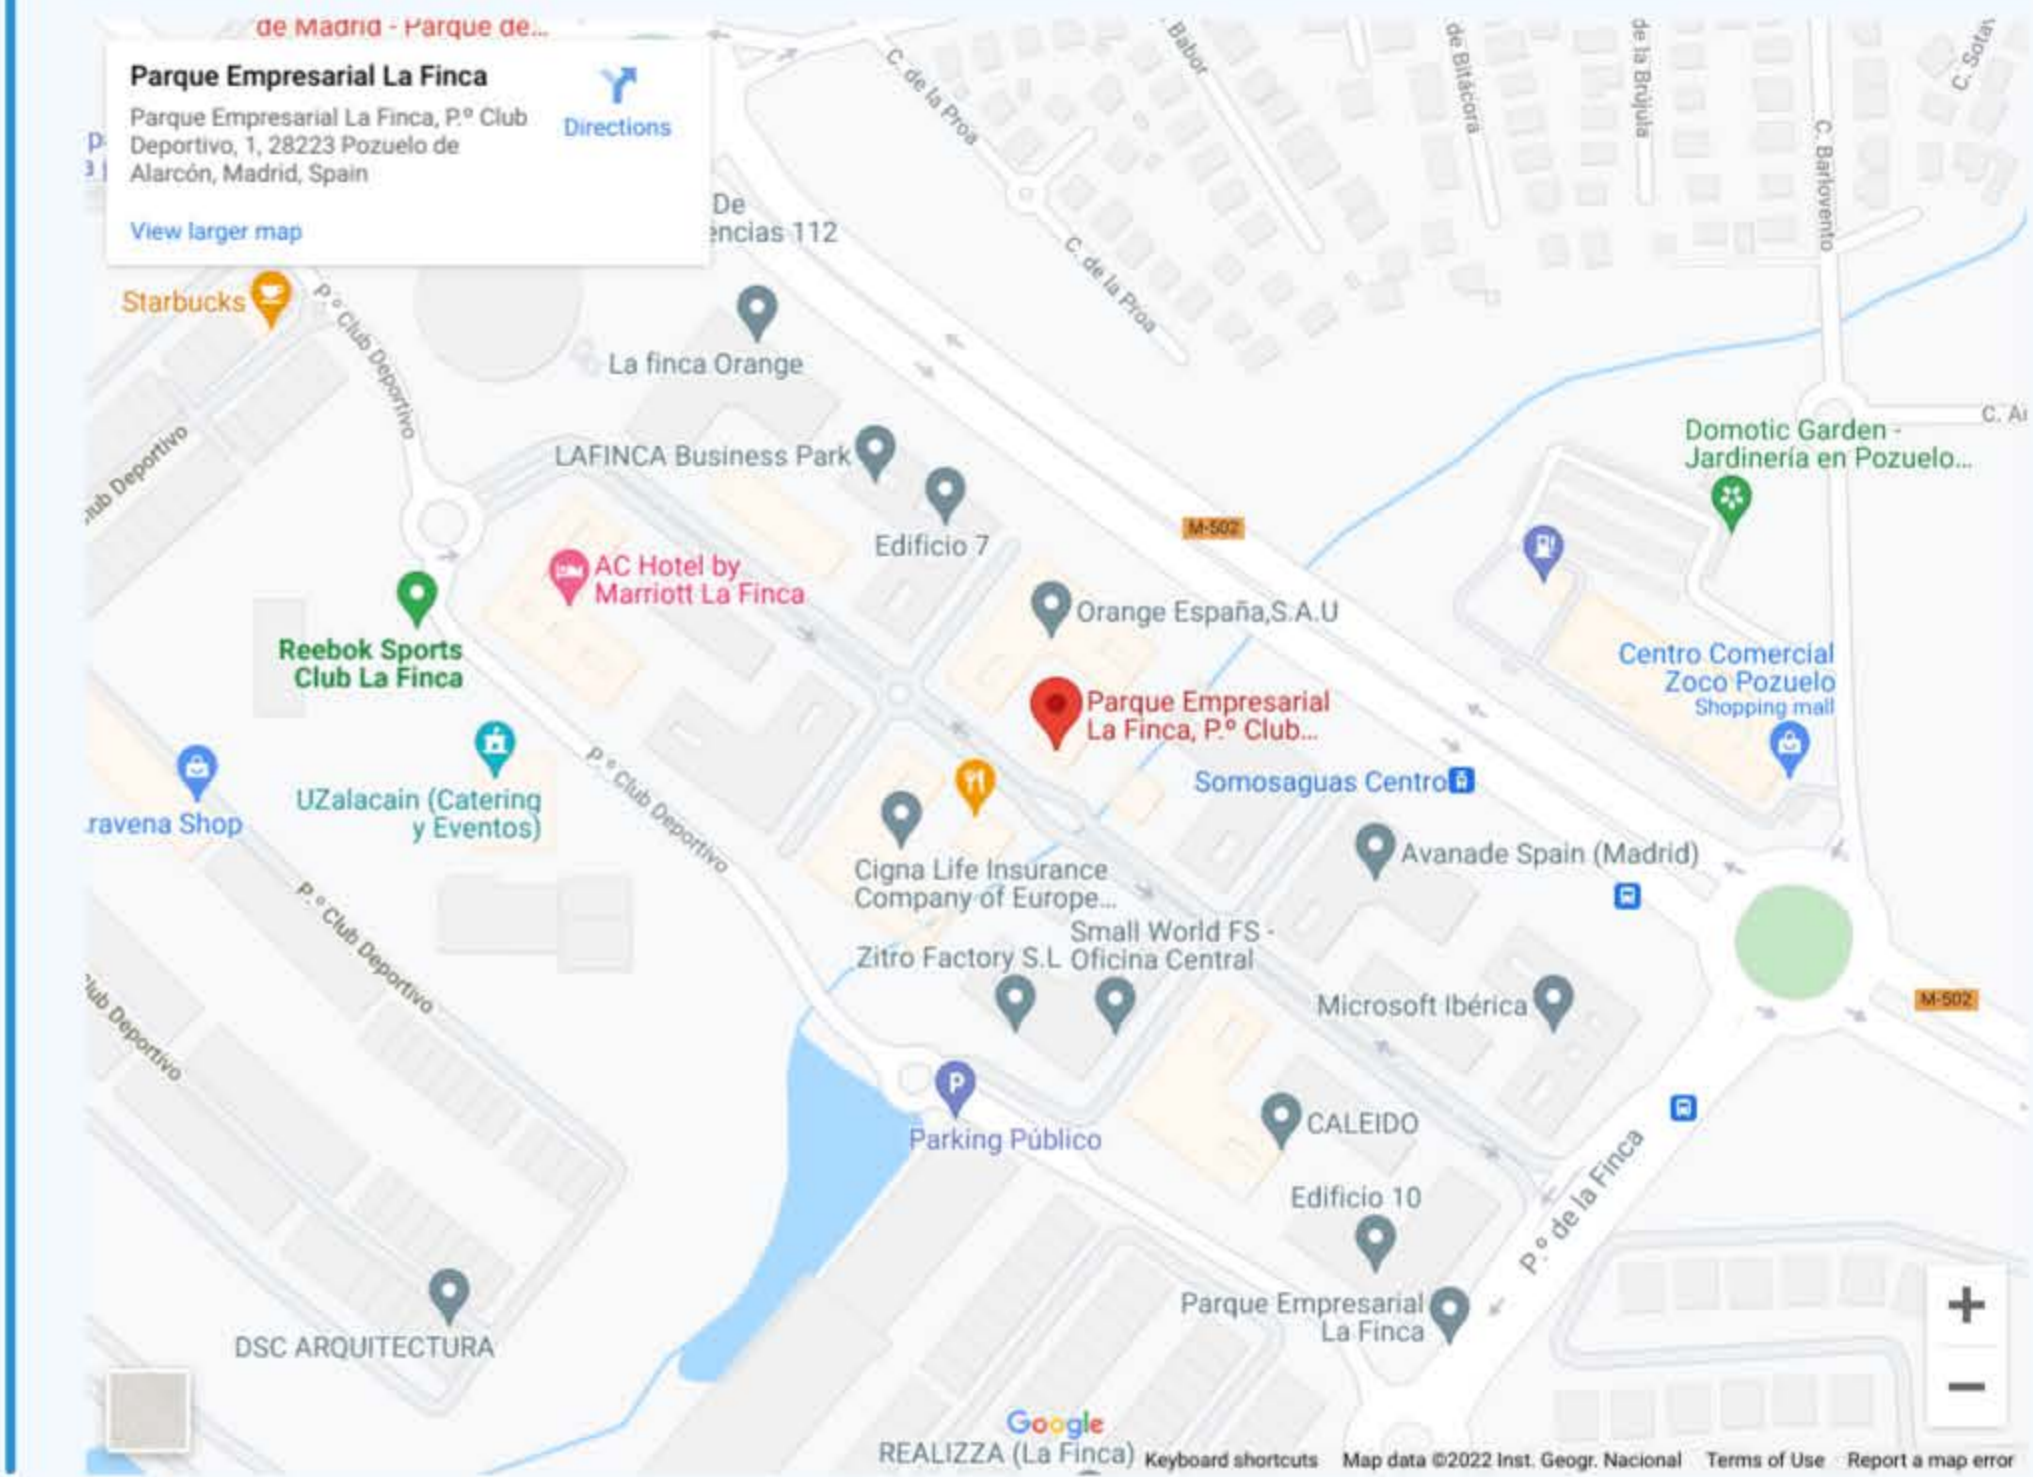 de Madrid - Parque de...
Parque Empresarial La Finca
Parque Empresarial La Finca, P.º Club
Deportivo, 1, 28223 Pozuelo de
Alarcón, Madrid, Spain
Directions
View larger map
De
encias 112
C. de la Proa
Babor
de Bitácora
de la Brújula
C. Barlovento
C. Sota
C. de la Proa
Starbucks
P.º Club Deportivo
La finca Orange
C. Ar
Domotic Garden -
Jardinería en Pozuelo...
LAFINCA Business Park
Club Deportivo
M-502
Edificio 7
AC Hotel by
Marriott La Finca
Orange España,S.A.U
Reebok Sports
Club La Finca
Centro Comercial
Zoco Pozuelo
Shopping mall
Parque Empresarial
La Finca, P.º Club...
Somosaguas Centro
P.º Club Deportivo
UZalacain (Catering
y Eventos)
ravena Shop
Avanade Spain (Madrid)
Cigna Life Insurance
Company of Europe...
P.º Club Deportivo
Small World FS -
Oficina Central
Zitro Factory S.L
Microsoft Ibérica
M-502
Club Deportivo
P
Parking Público
CALEIDO
P.º de la Finca
Edificio 10
Parque Empresarial
La Finca
DSC ARQUITECTURA
+
−
Google
REALIZZA (La Finca)
Keyboard shortcuts
Map data ©2022 Inst. Geogr. Nacional
Terms of Use
Report a map error